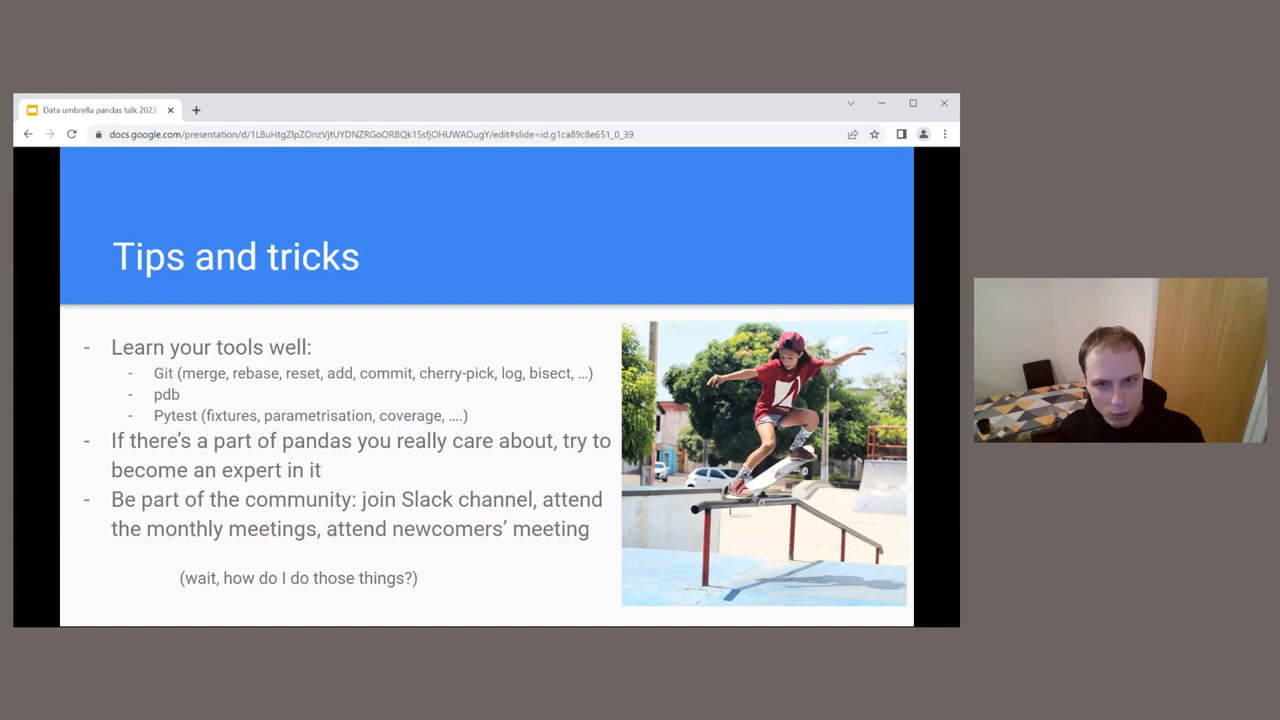 Data umbrella pandas talk 2023
docs.google.com/presentation/d/1L8uHtgZlpZOnzVjtUYDNZRGoORBQk15sfjOHUWAOugY/edit#slide=id.g1ca89c8e651_0_39
Tips and tricks
- Learn your tools well:
- Git (merge, rebase, reset, add, commit, cherry-pick, log, bisect, …)
- pdb
- Pytest (fixtures, parametrisation, coverage, ....)
- If there’s a part of pandas you really care about, try to
become an expert in it
- Be part of the community: join Slack channel, attend
the monthly meetings, attend newcomers’ meeting
(wait, how do I do those things?)